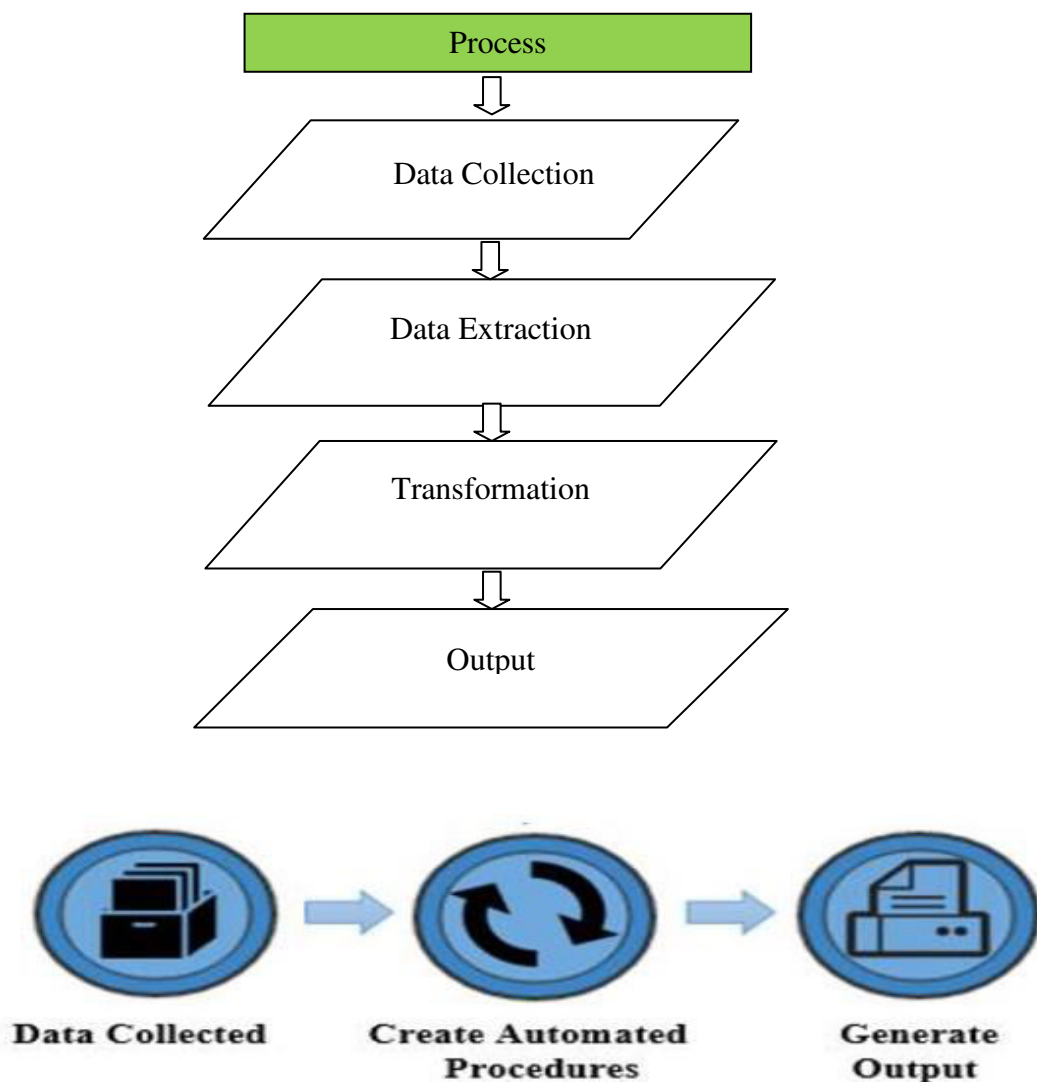 Process
Data Collection
Data Extraction
Transformation
Output
Data Collected
Create Automated
Procedures
Generate
Output